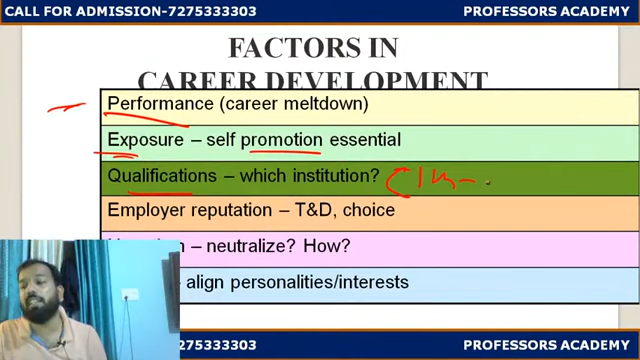 CALL FOR ADMISSION-7275333303 PROFESSORS ACADEMY
FACTORS IN
CAREER DEVELOPMENT
Performance (career meltdown)
Exposure – self promotion essential
Qualifications – which institution?
Employer reputation – T&D, choice
– neutralize? How?
align personalities/interests
75333303 PROFESSORS ACADEMY